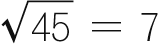 √45 = 7